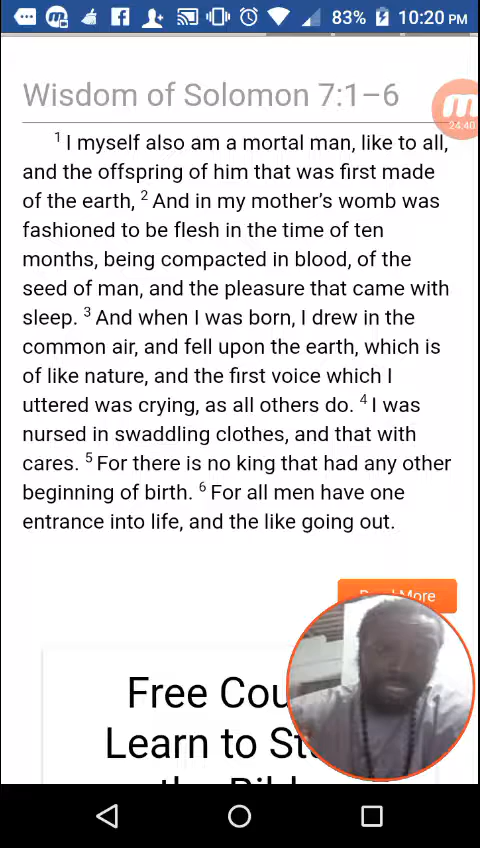 83% 10:20 PM
Wisdom of Solomon 7:1–6
24:40
1 I myself also am a mortal man, like to all,
and the offspring of him that was first made
of the earth, 2 And in my mother's womb was
fashioned to be flesh in the time of ten
months, being compacted in blood, of the
seed of man, and the pleasure that came with
sleep. 3 And when I was born, I drew in the
common air, and fell upon the earth, which is
of like nature, and the first voice which I
uttered was crying, as all others do. 4 I was
nursed in swaddling clothes, and that with
cares. 5 For there is no king that had any other
beginning of birth. 6 For all men have one
entrance into life, and the like going out.
More
Free
Learn to